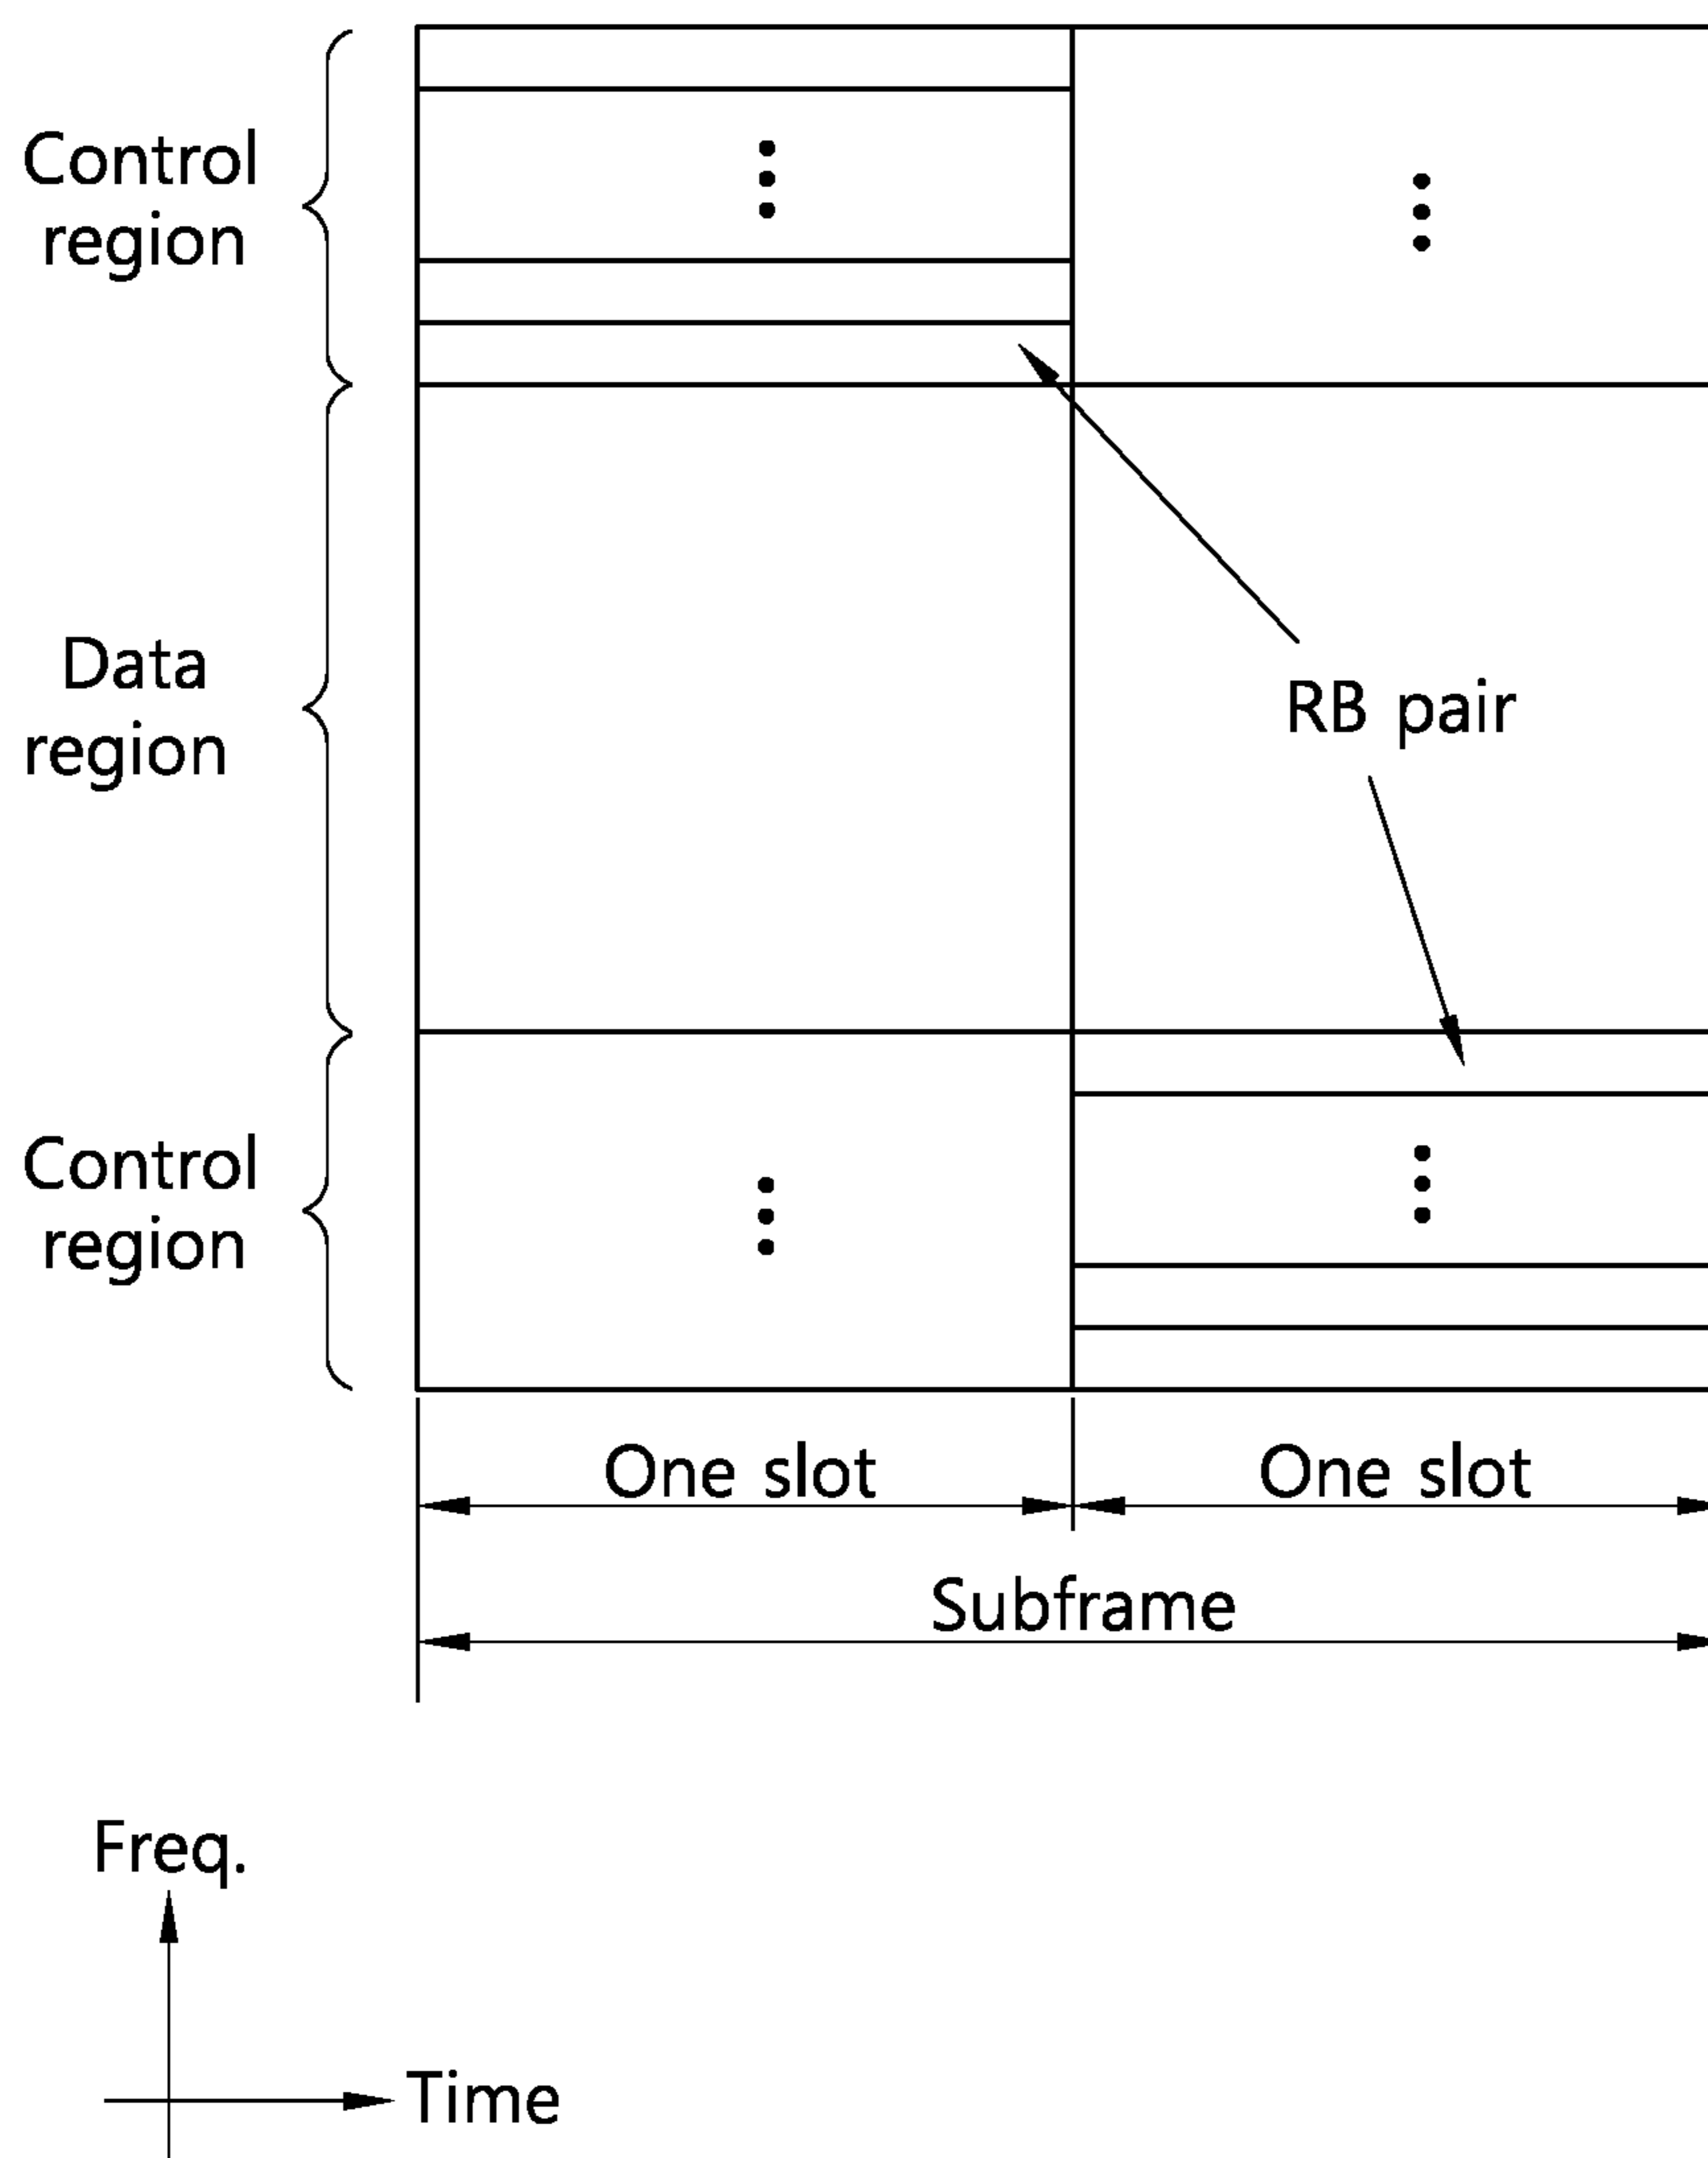 Control
region
Data
region
RB pair
Control
region
One slot
One slot
Subframe
Freq.
Time